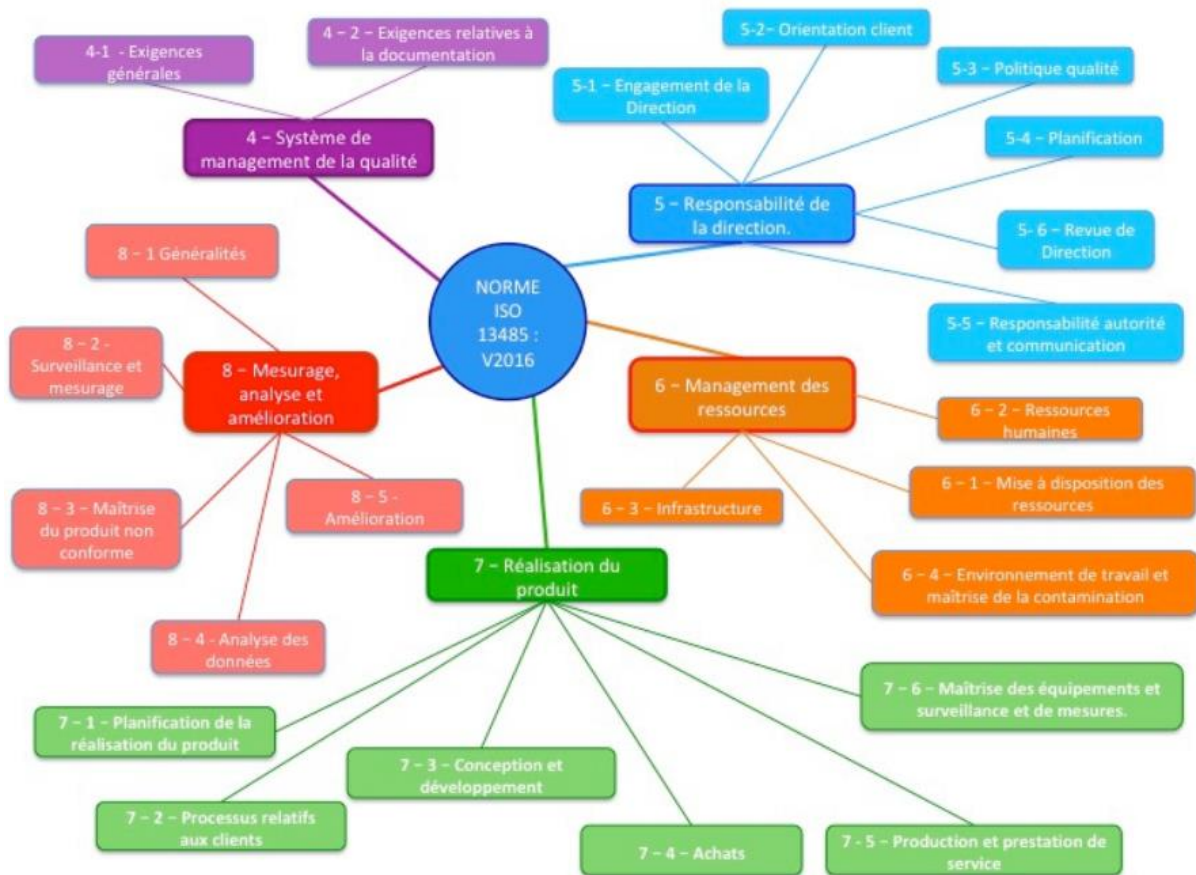 4-1 - Exigences
générales
4 – 2 – Exigences relatives à
la documentation
4 – Système de
management de la qualité
5-2– Orientation client
5-1 – Engagement de la
Direction
5-3 – Politique qualité
5-4 – Planification
5 – Responsabilité de
la direction.
5- 6 – Revue de
Direction
5-5 – Responsabilité autorité
et communication
NORME
ISO
13485 :
V2016
8 – 1 Généralités
8 – 2 -
Surveillance et
mesurage
8 – Mesurage,
analyse et
amélioration
8 – 3 – Maîtrise
du produit non
conforme
8 – 5 -
Amélioration
8 – 4 - Analyse des
données
6 – Management des
ressources
6 – 2 – Ressources
humaines
6 – 1 – Mise à disposition des
ressources
6 – 3 – Infrastructure
6 – 4 – Environnement de travail et
maîtrise de la contamination
7 – Réalisation du
produit
7 – 1 – Planification de la
réalisation du produit
7 – 2 – Processus relatifs
aux clients
7 – 3 – Conception et
développement
7 – 4 – Achats
7 - 5 – Production et prestation de
service
7 – 6 – Maîtrise des équipements et
surveillance et de mesures.